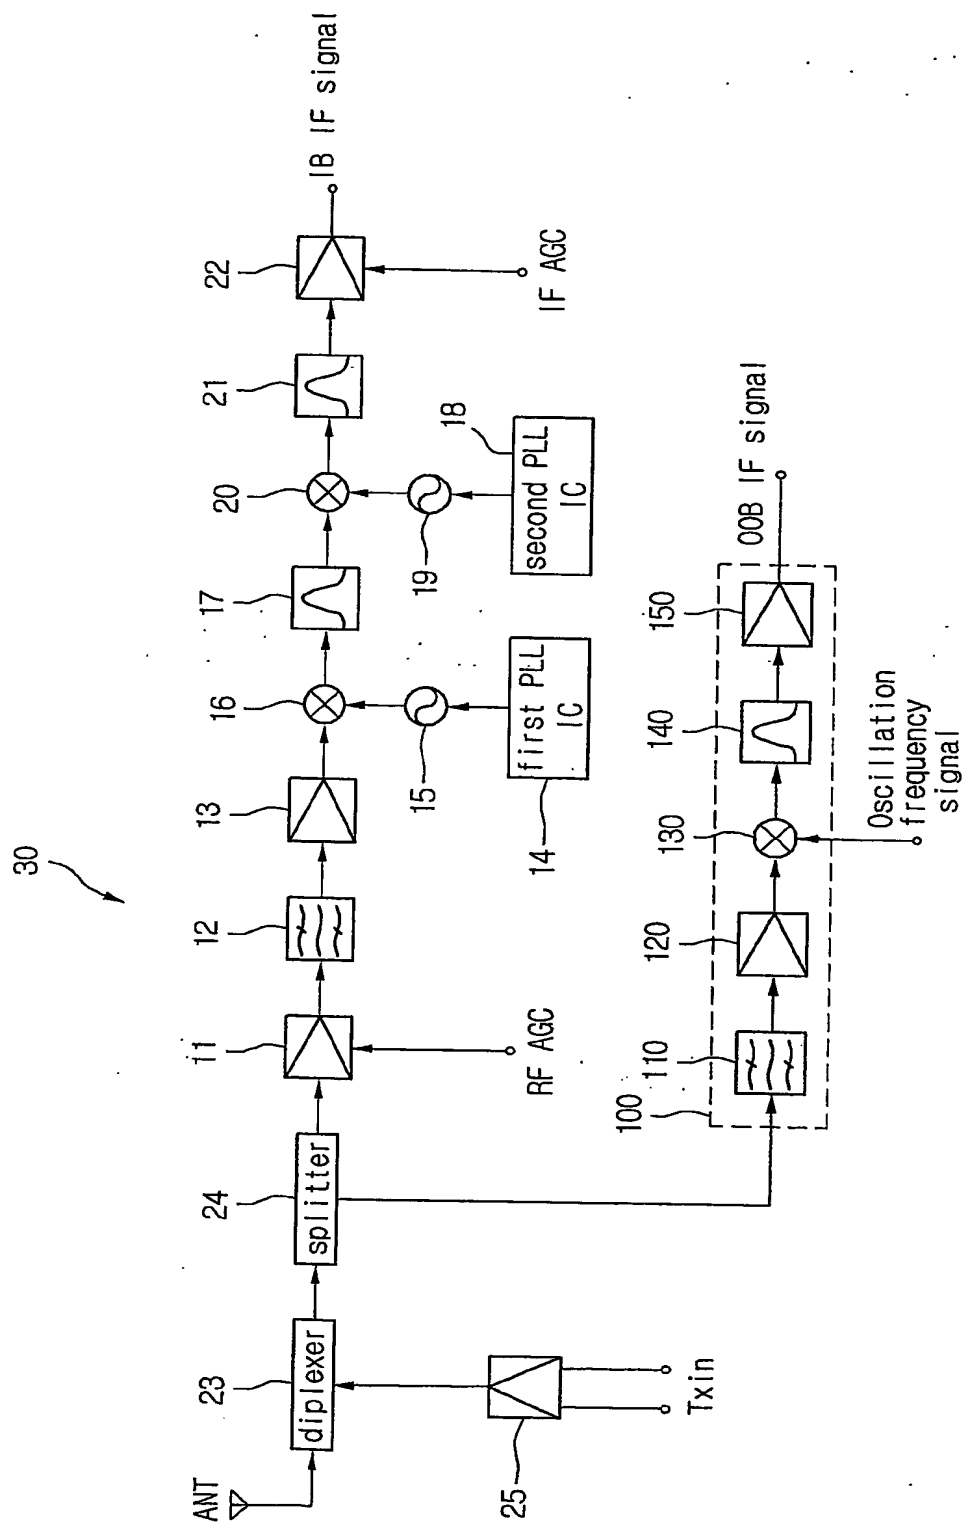 30
ANT
23
diplexer
24
splitter
11
12
13
16
17
20
21
22
IB IF signal
RF AGC
15
first PLL
IC
14
19
second PLL
IC
18
IF AGC
25
Txin
100
110
120
130
140
150
OOB IF signal
Oscillation
frequency
signal